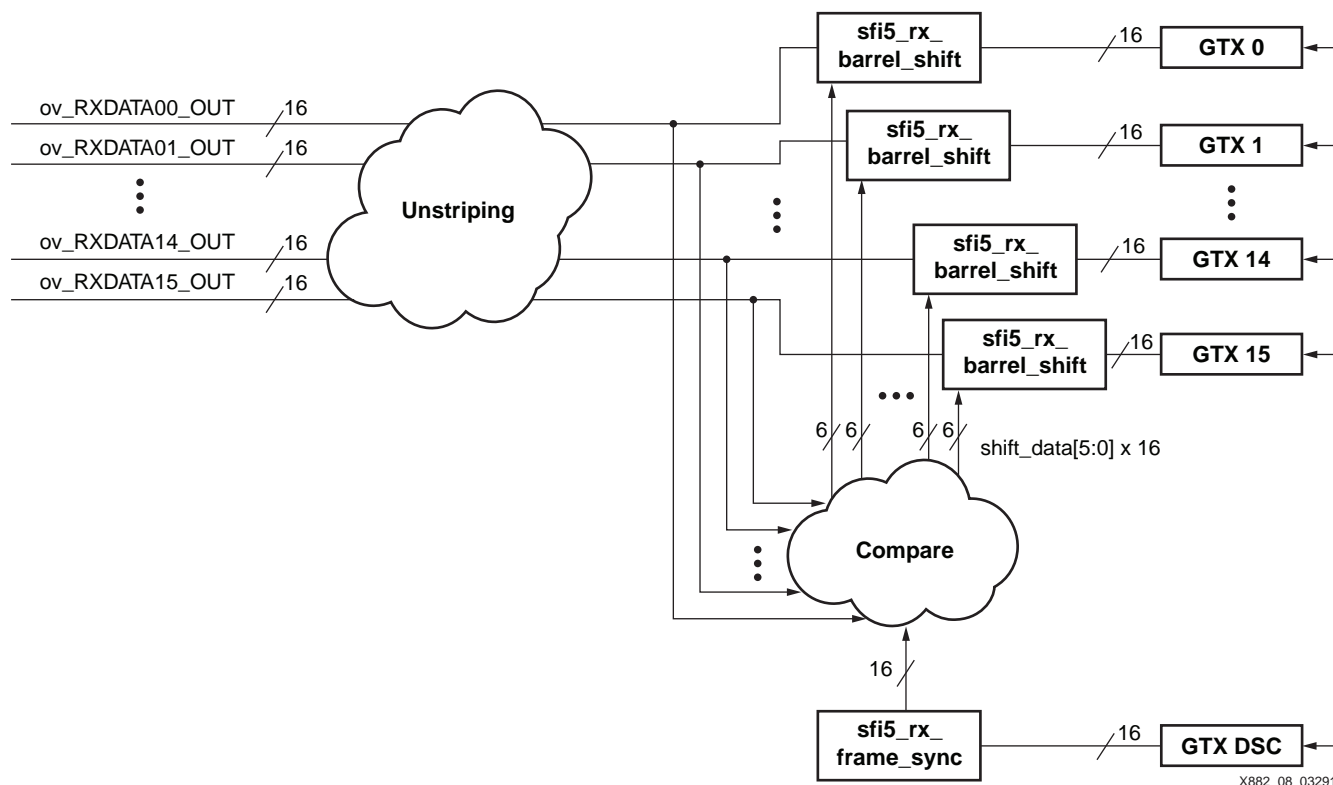 sfi5_rx_
barrel_shift
16
GTX 0
ov_RXDATA00_OUT
16
sfi5_rx_
barrel_shift
16
GTX 1
ov_RXDATA01_OUT
16
Unstriping
ov_RXDATA14_OUT
16
sfi5_rx_
barrel_shift
16
GTX 14
ov_RXDATA15_OUT
16
sfi5_rx_
barrel_shift
16
GTX 15
6
6
6
6
shift_data[5:0] x 16
Compare
16
sfi5_rx_
frame_sync
16
GTX DSC
X882_08_03291